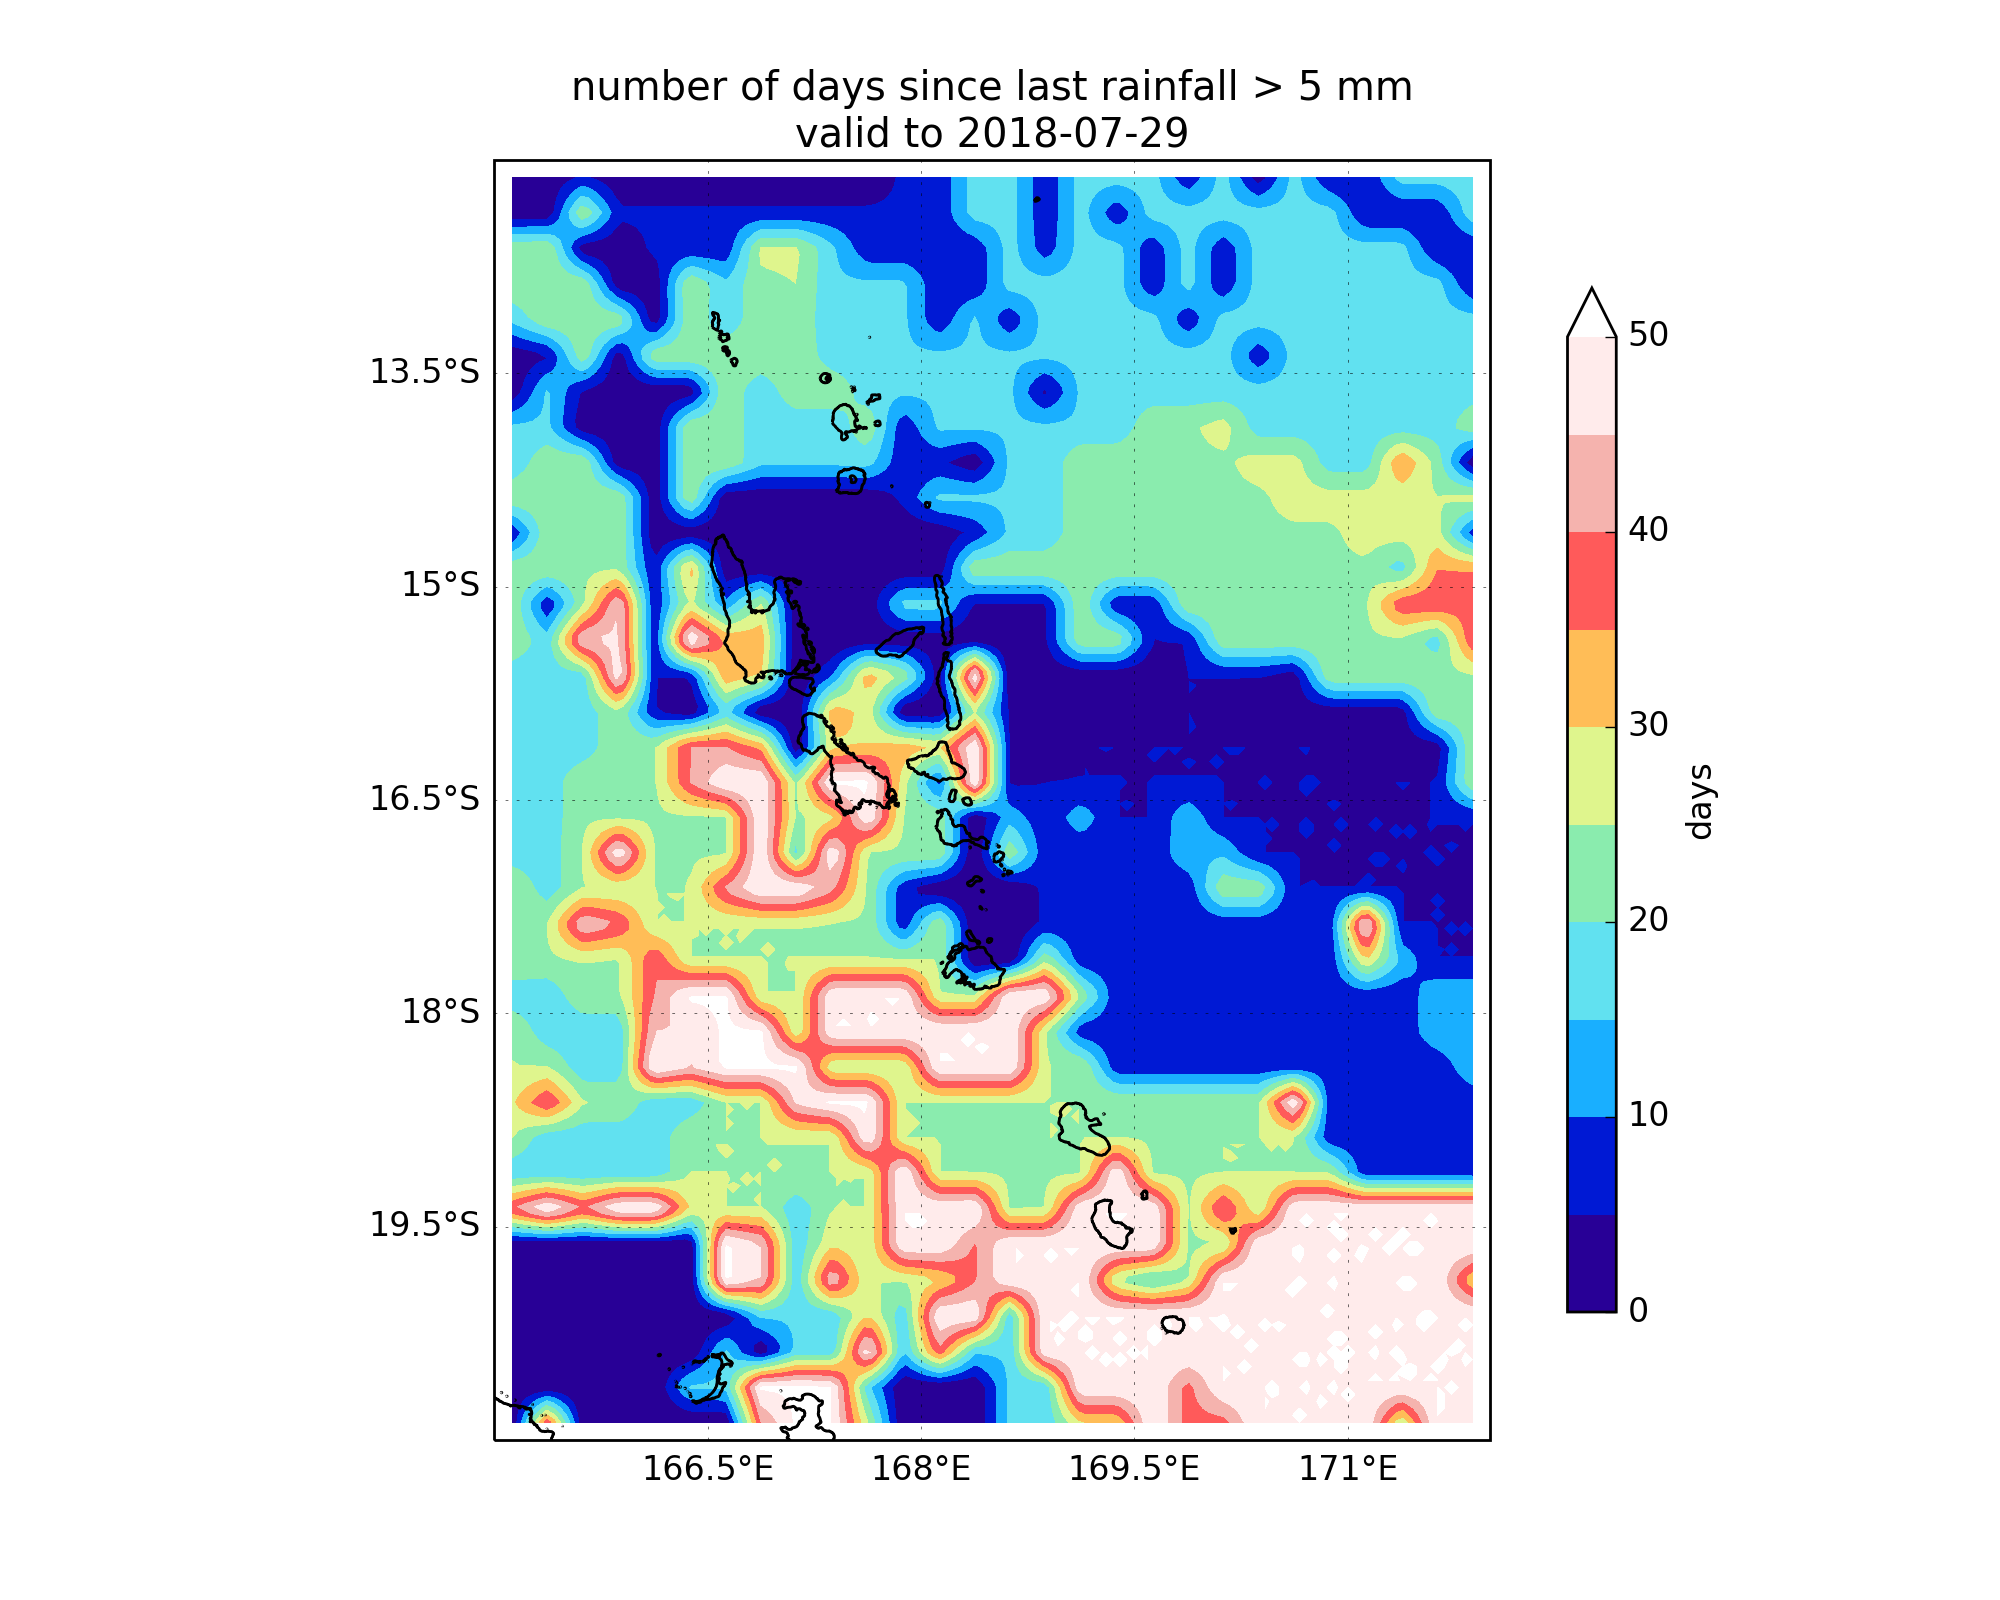 number of days since last rainfall > 5 mm
valid to 2018-07-29
13.5°S
15°S
16.5°S
18°S
19.5°S
166.5°E
168°E
169.5°E
171°E
50
40
30
20
10
0
days